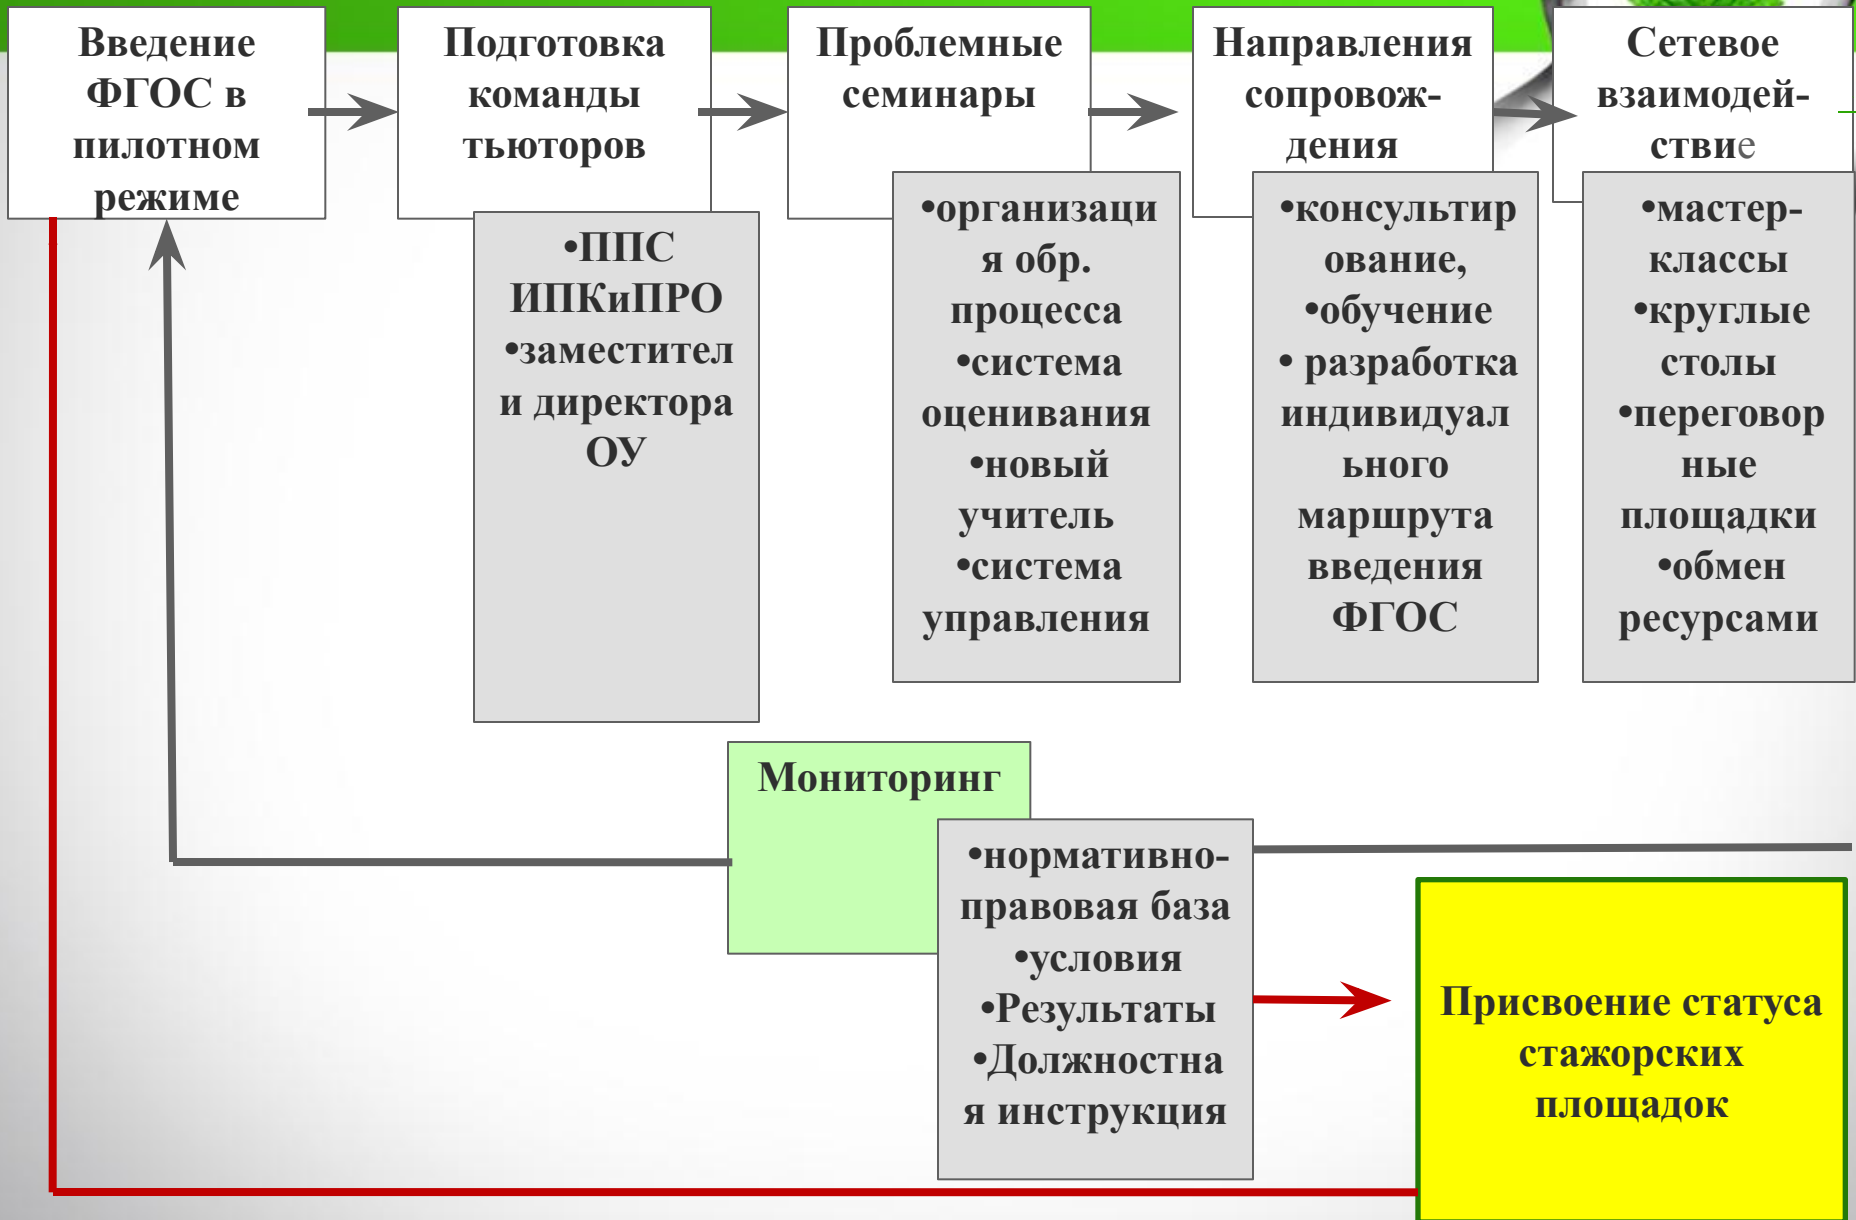 Введение
ФГОС в
пилотном
режиме
Подготовка
команды
тьюторов
Проблемные
семинары
Направления
сопровож-
дения
Сетевое
взаимодей-
ствие
•ППС
ИПКиПРО
•заместител
и директора
ОУ
•организаци
я обр.
процесса
•система
оценивания
•новый
учитель
•система
управления
•консультир
ование,
•обучение
• разработка
индивидуал
ьного
маршрута
введения
ФГОС
•мастер-
классы
•круглые
столы
•переговор
ные
площадки
•обмен
ресурсами
Мониторинг
•нормативно-
правовая база
•условия
•Результаты
•Должностна
я инструкция
Присвоение статуса
стажорских
площадок